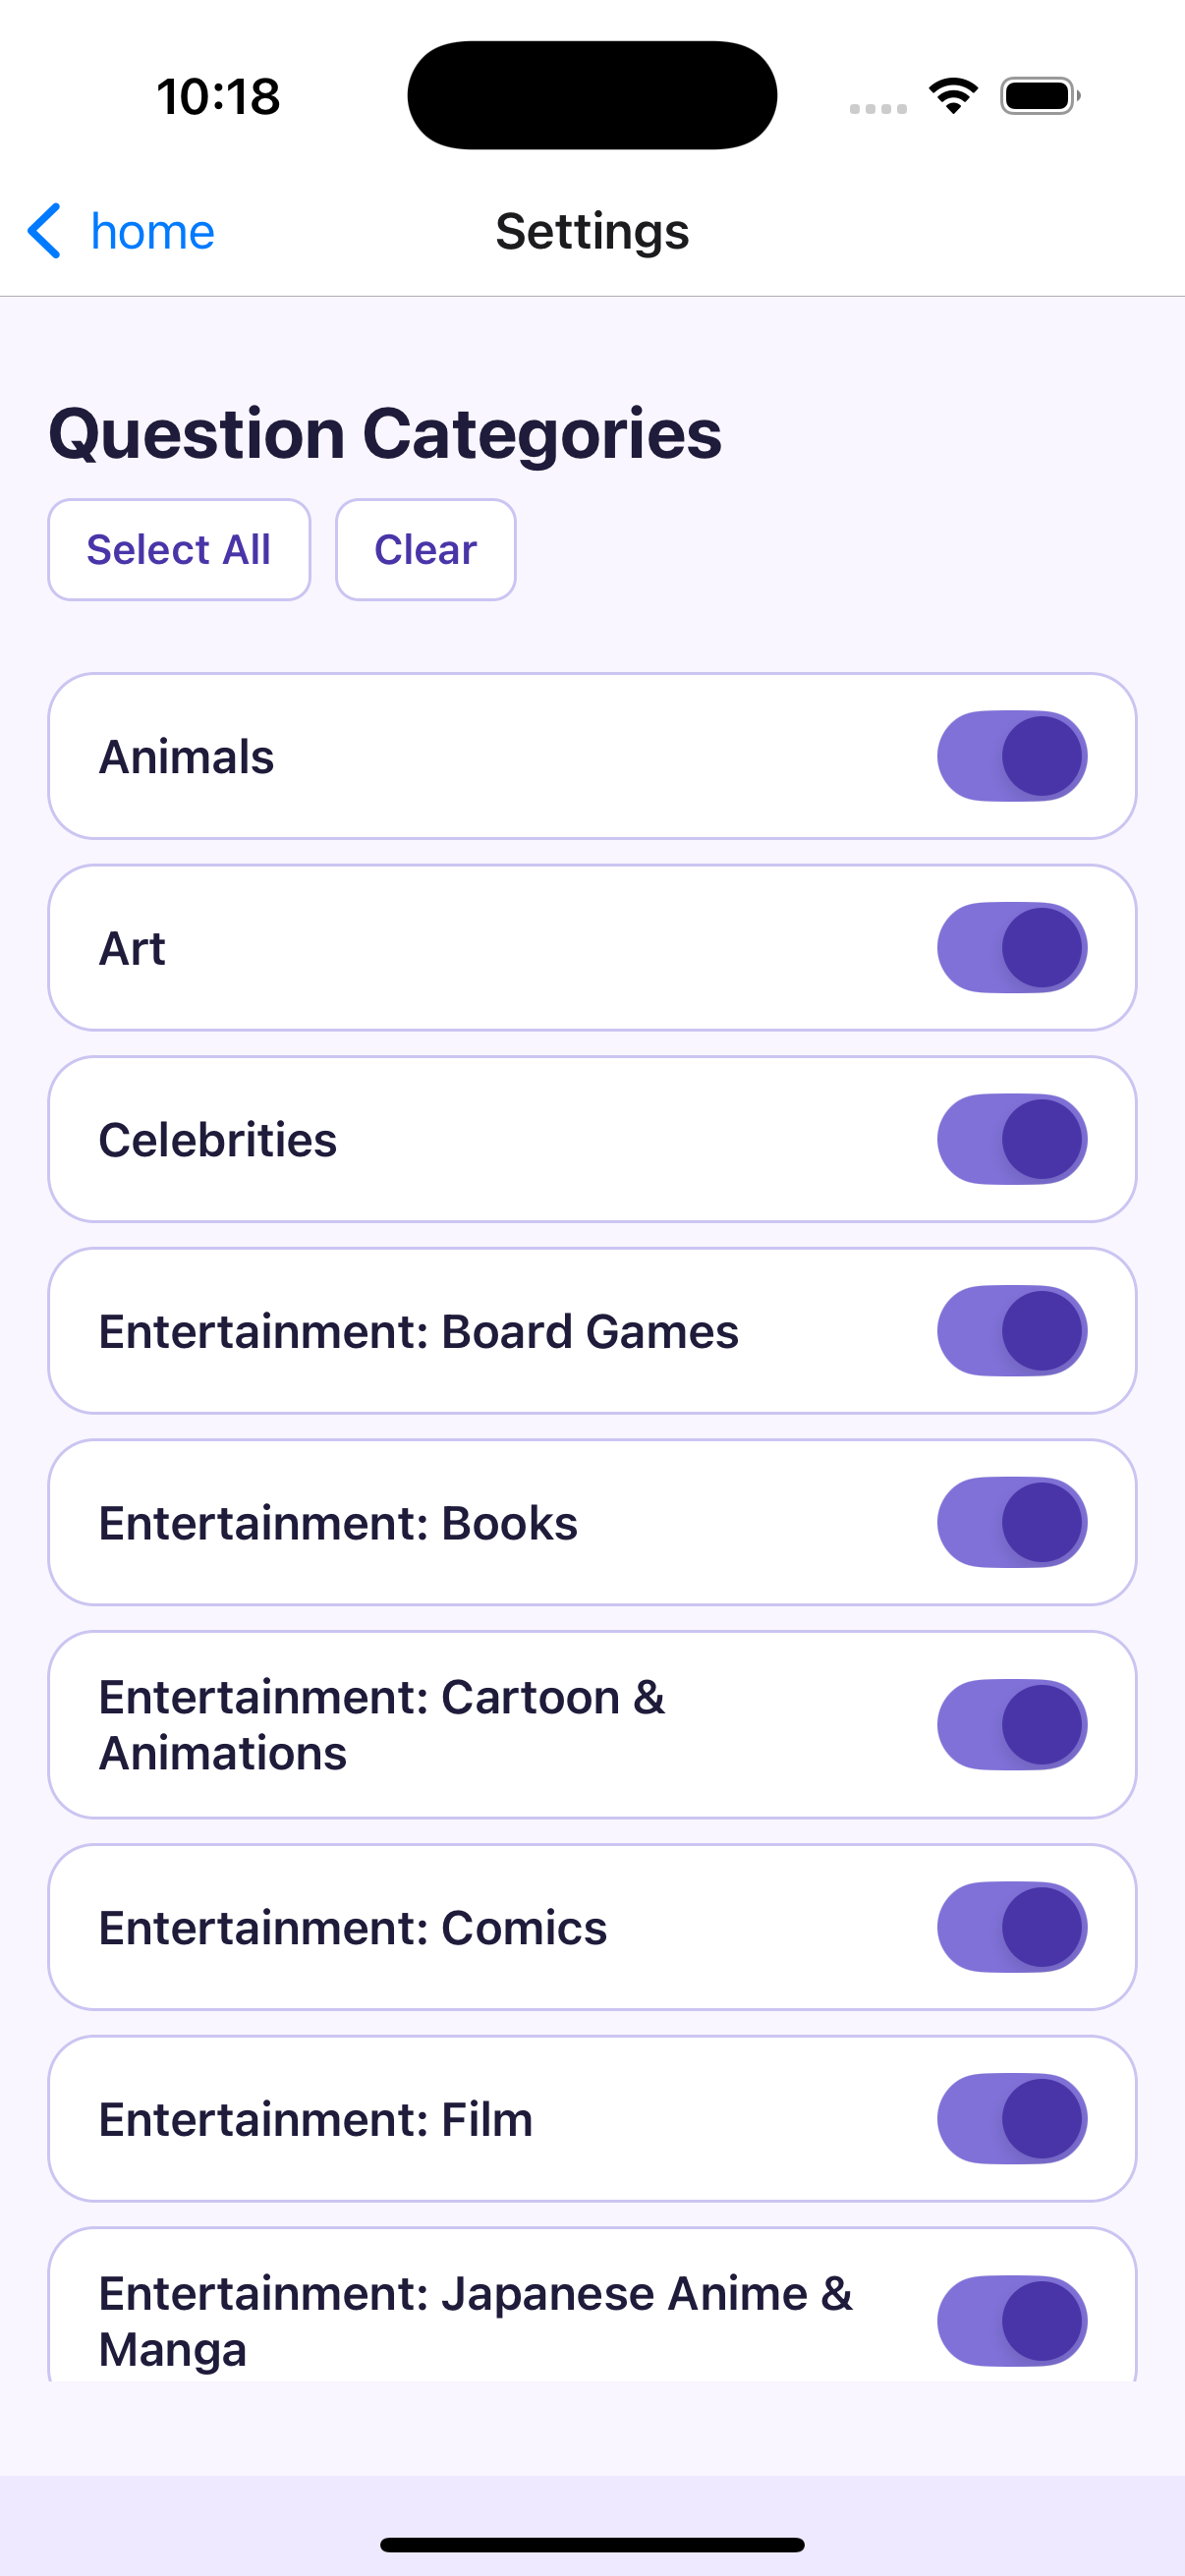 10:18
home
Settings
Question Categories
Select All
Clear
Animals
Art
Celebrities
Entertainment: Board Games
Entertainment: Books
Entertainment: Cartoon &
Animations
Entertainment: Comics
Entertainment: Film
Entertainment: Japanese Anime &
Manga